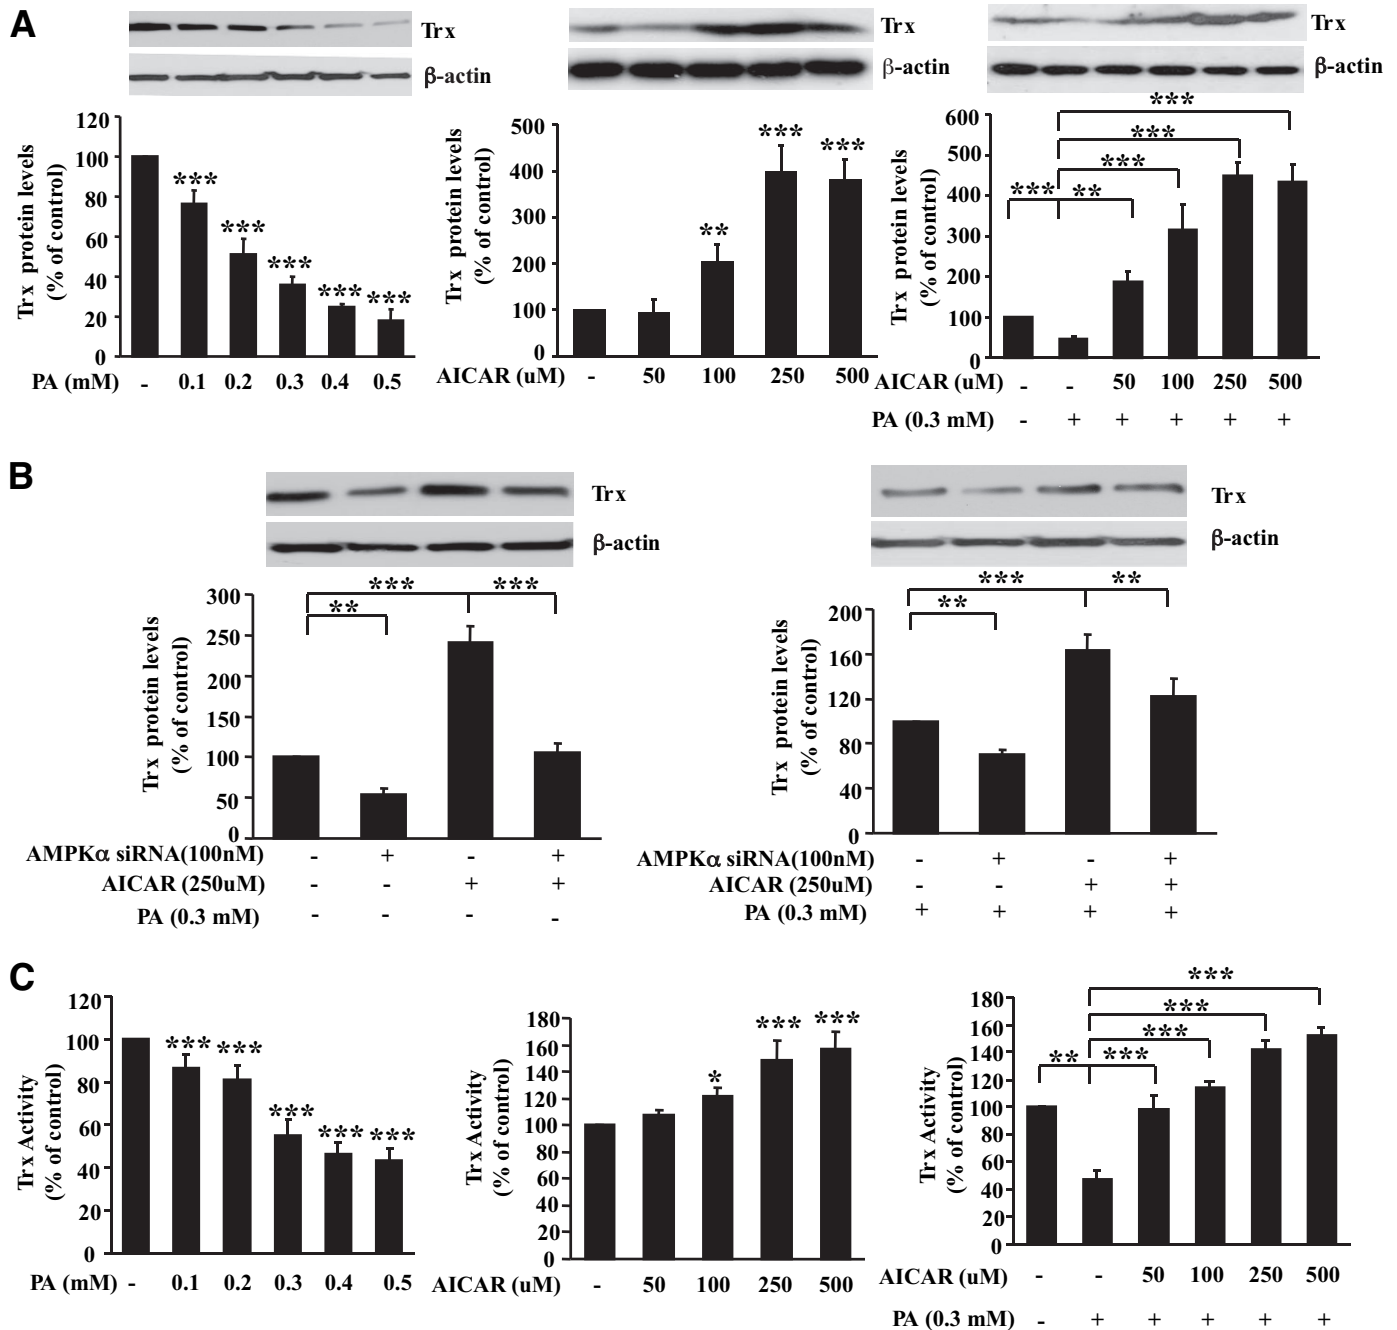 A
Trx
β-actin
Trx protein levels
(% of control)
120
100
80
60
40
20
0
***
***
***
***
***
PA (mM) - 0.1 0.2 0.3 0.4 0.5
Trx
β-actin
Trx protein levels
(% of control)
500
400
300
200
100
0
**
***
***
AICAR (uM) - 50 100 250 500
Trx
β-actin
Trx protein levels
(% of control)
600
500
400
300
200
100
0
***
***
***
*** **
AICAR (uM) - - 50 100 250 500
PA (0.3 mM) - + + + + +
B
Trx
β-actin
Trx protein levels
(% of control)
300
250
200
150
100
50
0
*** ***
**
AMPKα siRNA(100nM) - + - +
AICAR (250uM) - - + +
PA (0.3 mM) - - - -
Trx
β-actin
Trx protein levels
(% of control)
200
160
120
80
40
0
*** **
**
AMPKα siRNA(100nM) - + - +
AICAR (250uM) - - + +
PA (0.3 mM) + + + +
C
Trx Activity
(% of control)
120
100
80
60
40
20
0
***
***
***
***
***
PA (mM) - 0.1 0.2 0.3 0.4 0.5
Trx Activity
(% of control)
180
160
140
120
100
80
60
40
20
0
*
***
***
AICAR (uM) - 50 100 250 500
Trx Activity
(% of control)
180
160
140
120
100
80
60
40
20
0
***
***
***
** ***
AICAR (uM) - - 50 100 250 500
PA (0.3 mM) - + + + + +